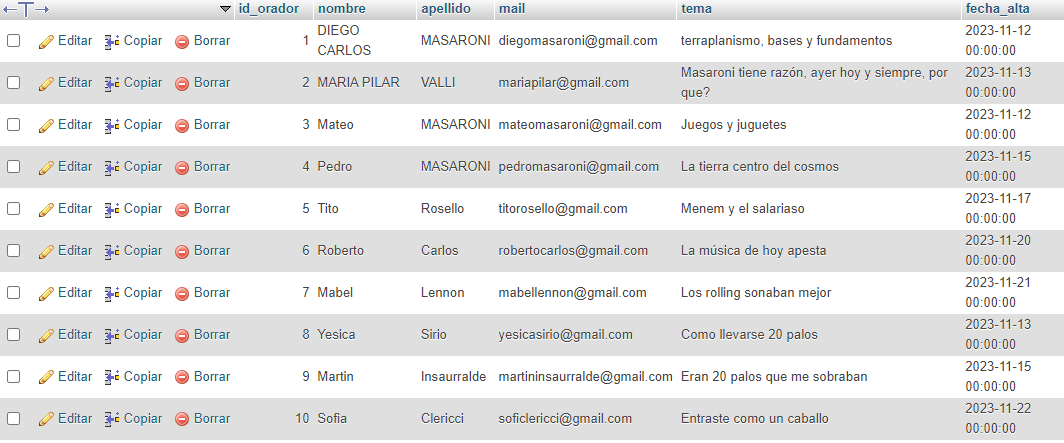 id_orador nombre apellido mail tema fecha_alta
Editar Copiar Borrar 1 DIEGO CARLOS MASARONI diegomasaroni@gmail.com terraplanismo, bases y fundamentos 2023-11-12 00:00:00
Editar Copiar Borrar 2 MARIA PILAR VALLI mariapilar@gmail.com Masaroni tiene razón, ayer hoy y siempre, por que? 2023-11-13 00:00:00
Editar Copiar Borrar 3 Mateo MASARONI mateomasaroni@gmail.com Juegos y juguetes 2023-11-12 00:00:00
Editar Copiar Borrar 4 Pedro MASARONI pedromasaroni@gmail.com La tierra centro del cosmos 2023-11-15 00:00:00
Editar Copiar Borrar 5 Tito Rosello titorosello@gmail.com Menem y el salariaso 2023-11-17 00:00:00
Editar Copiar Borrar 6 Roberto Carlos robertocarlos@gmail.com La música de hoy apesta 2023-11-20 00:00:00
Editar Copiar Borrar 7 Mabel Lennon mabellennon@gmail.com Los rolling sonaban mejor 2023-11-21 00:00:00
Editar Copiar Borrar 8 Yesica Sirio yesicasirio@gmail.com Como llevarse 20 palos 2023-11-13 00:00:00
Editar Copiar Borrar 9 Martin Insaurralde martininsaurralde@gmail.com Eran 20 palos que me sobraban 2023-11-15 00:00:00
Editar Copiar Borrar 10 Sofia Clericci soficlericci@gmail.com Entraste como un caballo 2023-11-22 00:00:00